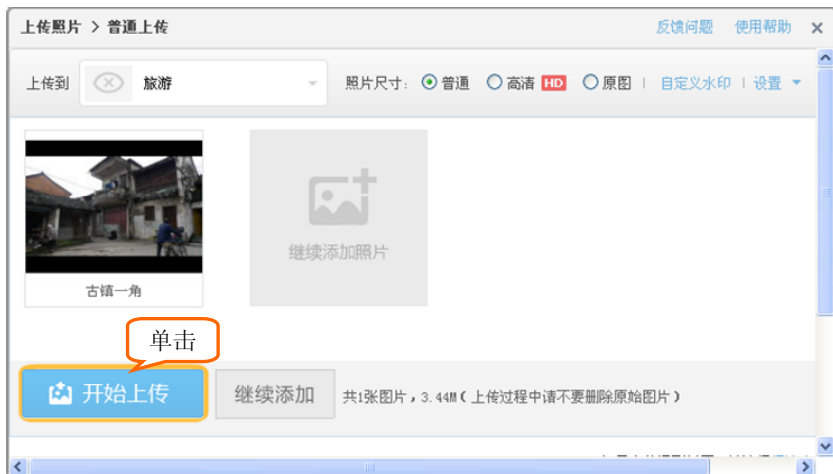 上传照片 > 普通上传 反馈问题 使用帮助
上传到 旅游 照片尺寸: 普通 高清 HD 原图 | 自定义水印 | 设置
继续添加照片
古镇一角
单击
开始上传 继续添加 共1张图片，3.44M(上传过程中请不要删除原始图片)